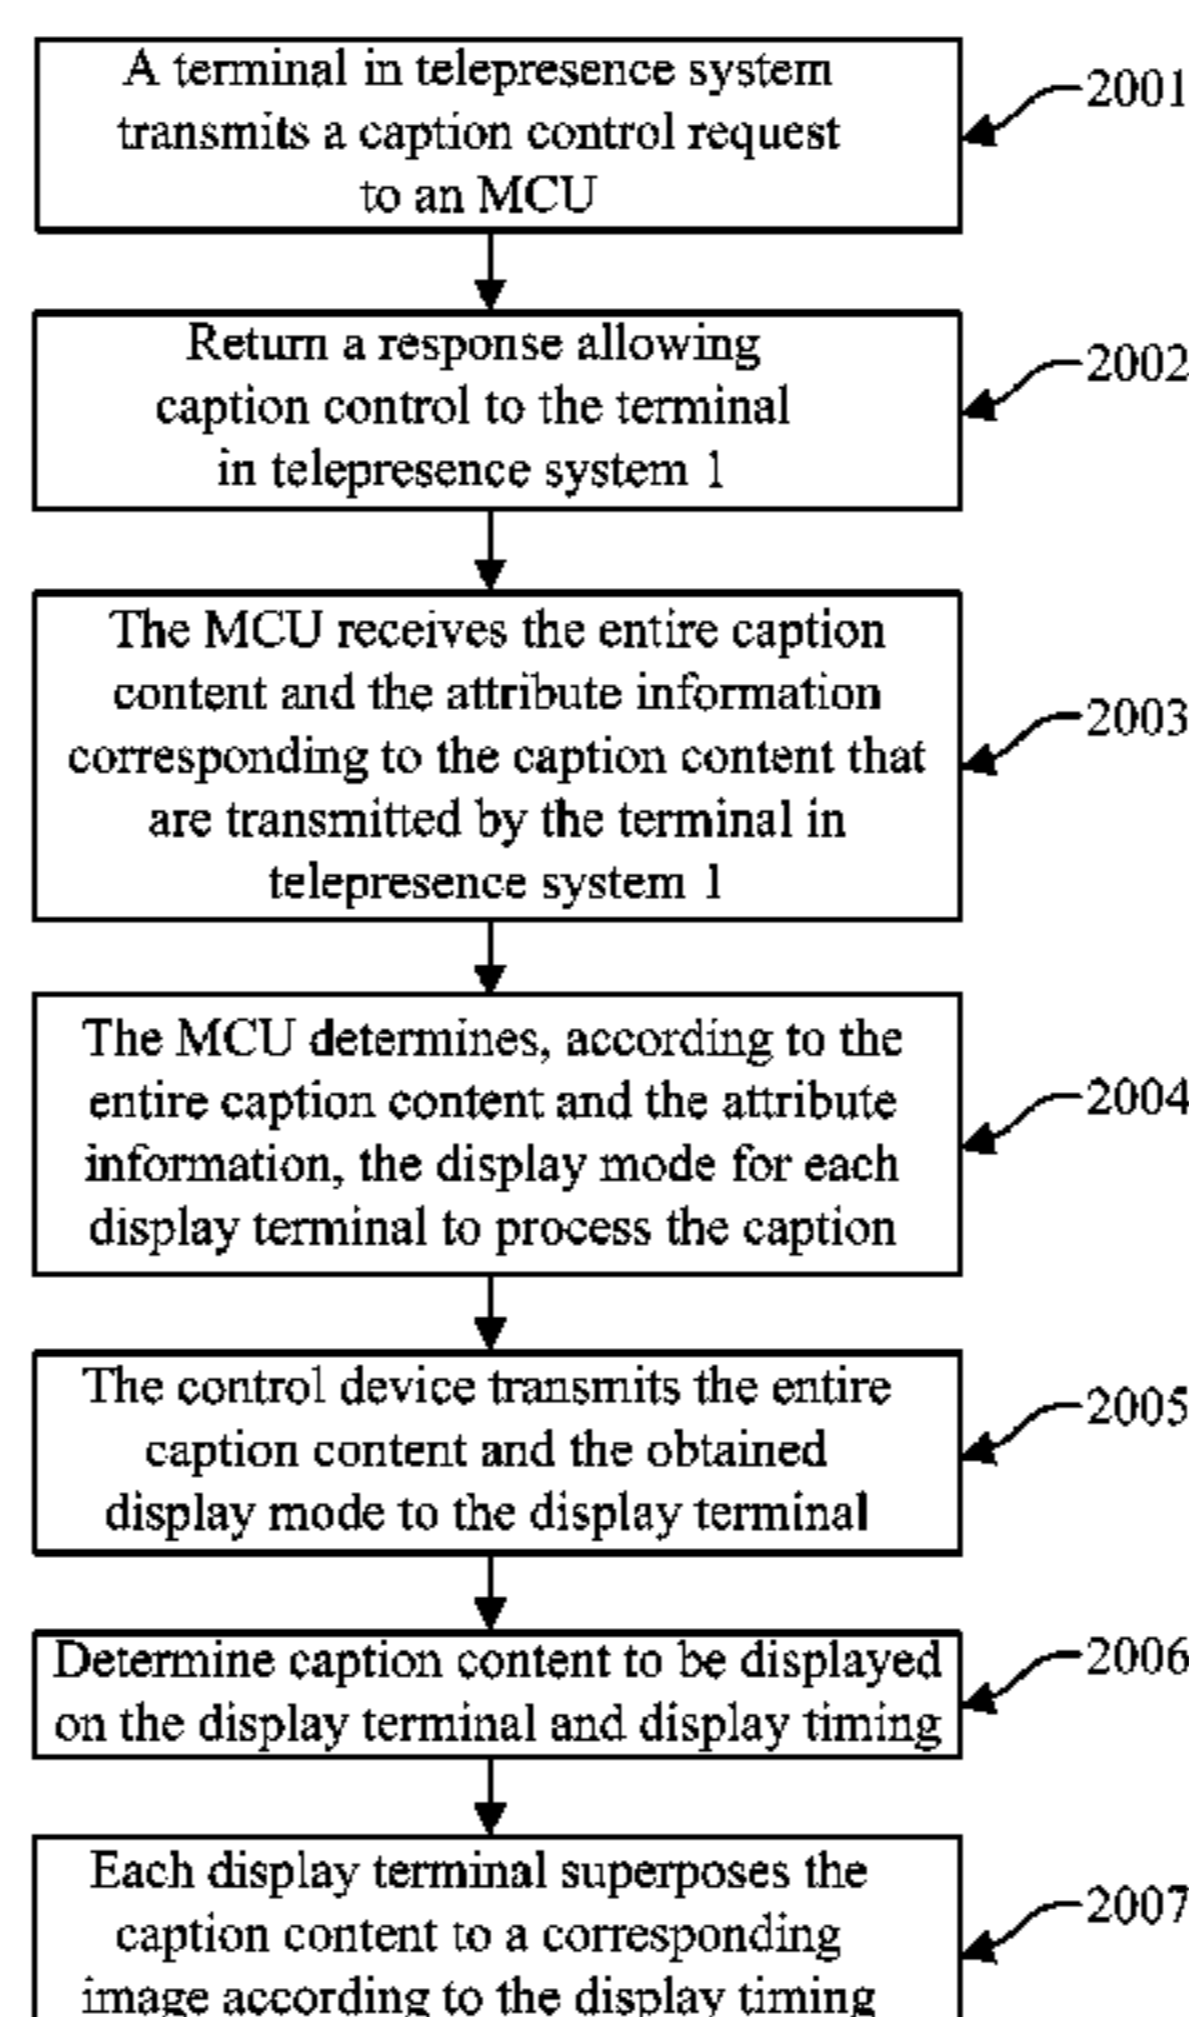 A terminal in telepresence system
transmits a caption control request
to an MCU
2001
Return a response allowing
caption control to the terminal
in telepresence system 1
2002
The MCU receives the entire caption
content and the attribute information
corresponding to the caption content that
are transmitted by the terminal in
telepresence system 1
2003
The MCU determines, according to the
entire caption content and the attribute
information, the display mode for each
display terminal to process the caption
2004
The control device transmits the entire
caption content and the obtained
display mode to the display terminal
2005
Determine caption content to be displayed
on the display terminal and display timing
2006
Each display terminal superposes the
caption content to a corresponding
image according to the display timing
2007